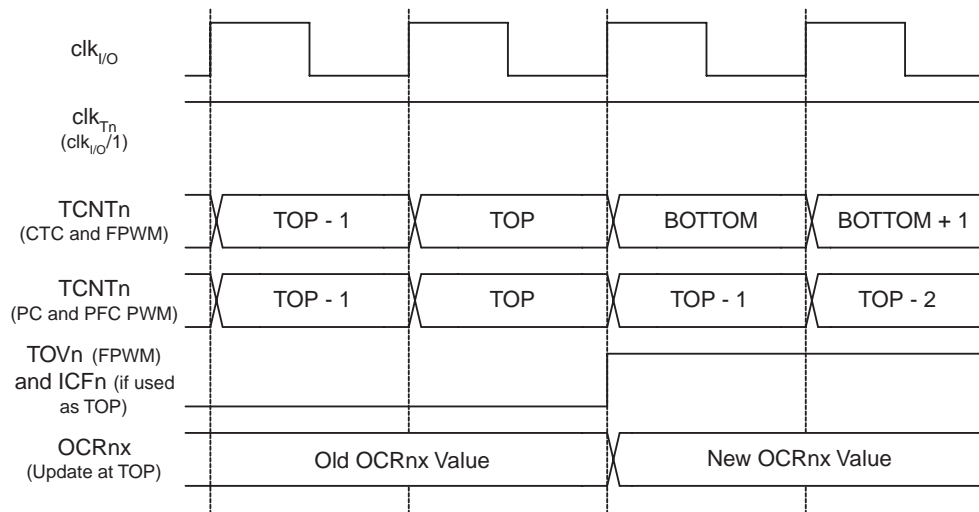 clkI/O
clkTn
(clkI/O/1)
TCNTn
(CTC and FPWM)
TOP - 1
TOP
BOTTOM
BOTTOM + 1
TCNTn
(PC and PFC PWM)
TOP - 1
TOP
TOP - 1
TOP - 2
TOVn (FPWM)
and ICFn (if used
as TOP)
OCRnx
(Update at TOP)
Old OCRnx Value
New OCRnx Value